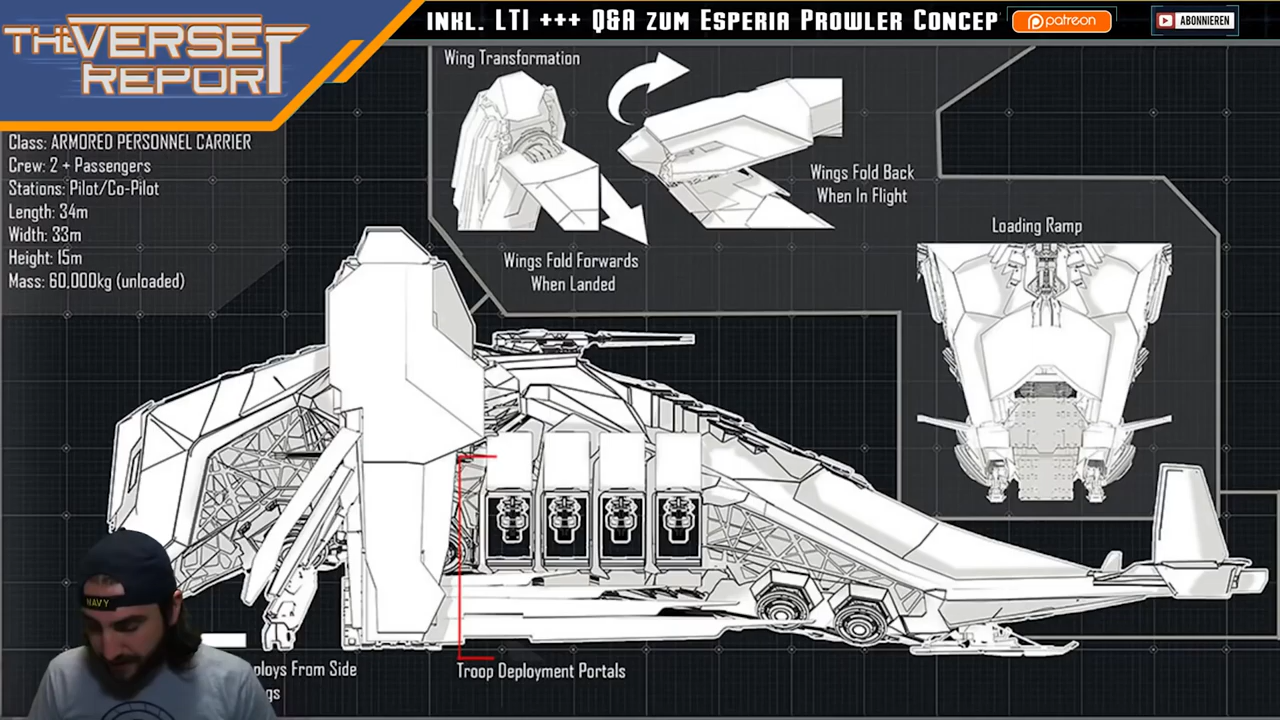 THE VERSE
REPORT
INKL. LTI +++ Q&A ZUM ESPERIA PROWLER CONCEP
patreon
ABONNIEREN
Class: ARMORED PERSONNEL CARRIER
Crew: 2 + Passengers
Stations: Pilot/Co-Pilot
Length: 34m
Width: 33m
Height: 15m
Mass: 60,000kg (unloaded)
Wing Transformation
Wings Fold Back
When In Flight
Wings Fold Forwards
When Landed
Loading Ramp
NAVY
ploys From Side
gs
Troop Deployment Portals